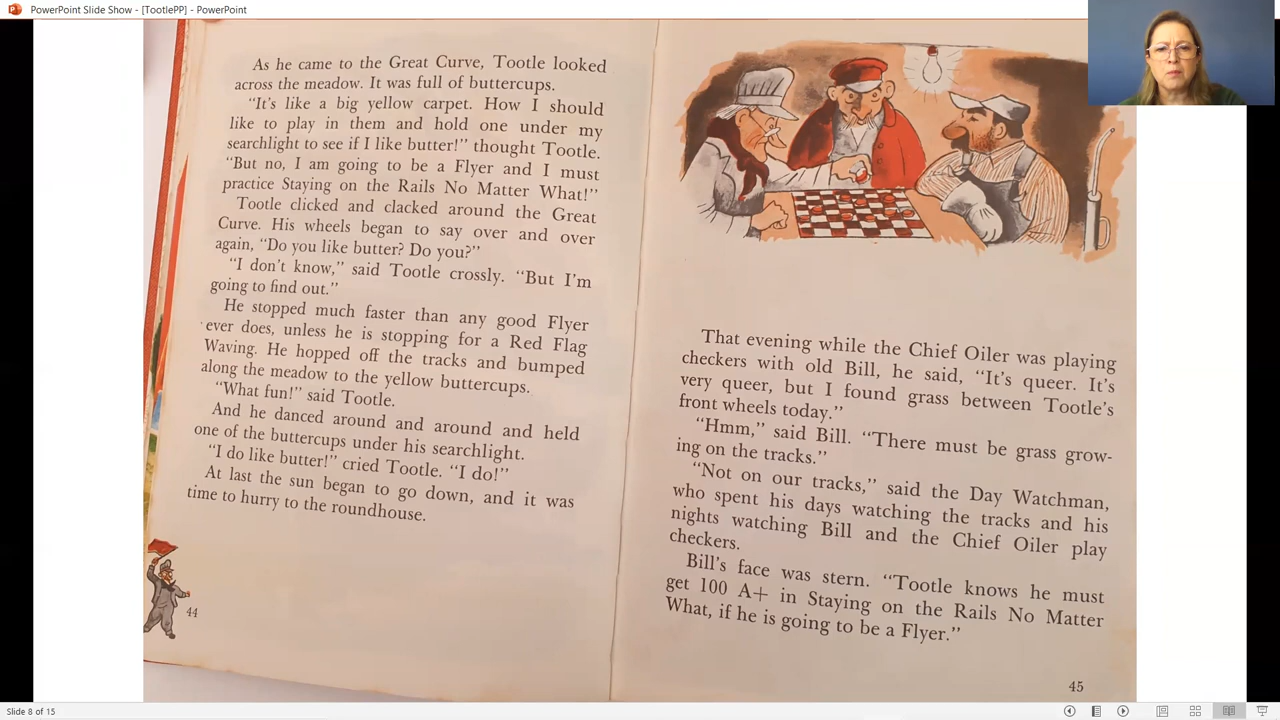 PowerPoint Slide Show - [TootlePP] - PowerPoint
As he came to the Great Curve, Tootle looked
across the meadow. It was full of buttercups.
“It’s like a big yellow carpet. How I should
like to play in them and hold one under my
searchlight to see if I like butter!” thought Tootle.
“But no, I am going to be a Flyer and I must
practice Staying on the Rails No Matter What!”
Tootle clicked and clacked around the Great
Curve. His wheels began to say over and over
again, “Do you like butter? Do you?”
“I don’t know,” said Tootle crossly. “But I’m
going to find out.”
He stopped much faster than any good Flyer
ever does, unless he is stopping for a Red Flag
Waving. He hopped off the tracks and bumped
along the meadow to the yellow buttercups.
“What fun!” said Tootle.
And he danced around and around and held
one of the buttercups under his searchlight.
“I do like butter!” cried Tootle. “I do!”
At last the sun began to go down, and it was
time to hurry to the roundhouse.
44
That evening while the Chief Oiler was playing
checkers with old Bill, he said, “It’s queer. It’s
very queer, but I found grass between Tootle’s
front wheels today.”
“Hmm,” said Bill. “There must be grass grow-
ing on the tracks.”
“Not on our tracks,” said the Day Watchman,
who spent his days watching the tracks and his
nights watching Bill and the Chief Oiler play
checkers.
Bill’s face was stern. “Tootle knows he must
get 100 A+ in Staying on the Rails No Matter
What, if he is going to be a Flyer.”
45
Slide 8 of 15